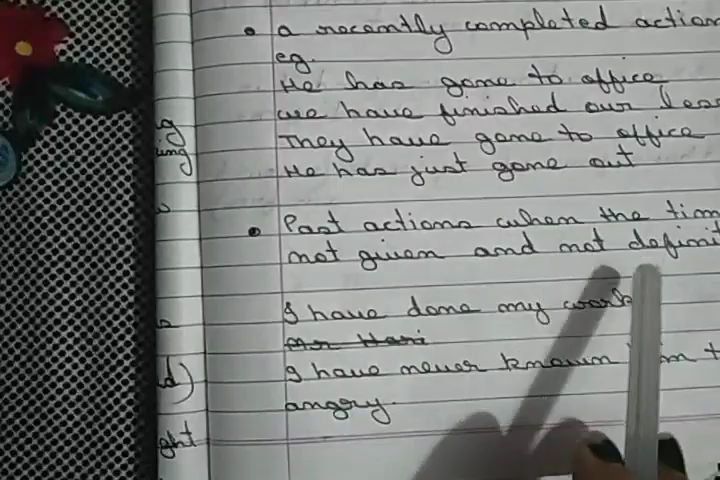 • a recently completed action
eg.
He has gone to office
we have finished our
They have gone to office
He has just gone out
• Past actions when the
not given and not
I have done my work
I have never known
angry.
g
ing
d)
ght